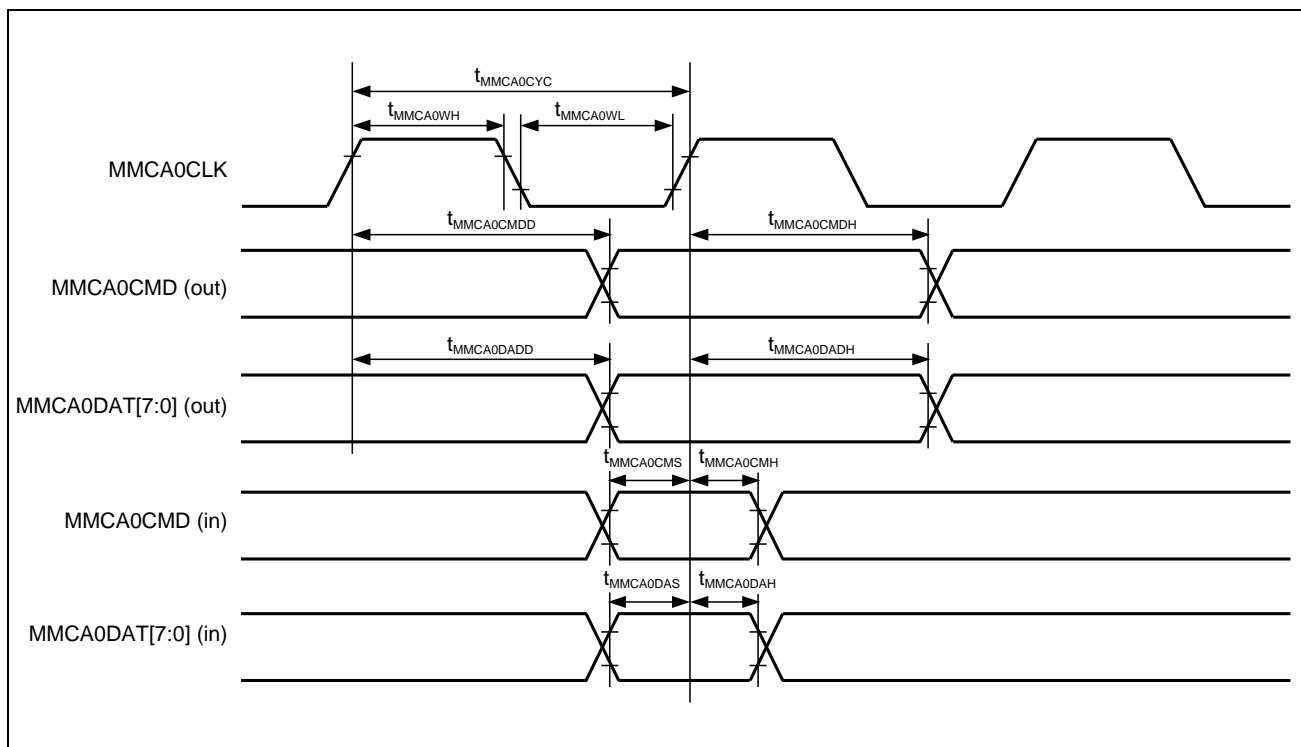 tMMCA0CYC
tMMCA0WH
tMMCA0WL
MMCA0CLK
tMMCA0CMDD
tMMCA0CMDH
MMCA0CMD (out)
tMMCA0DADD
tMMCA0DADH
MMCA0DAT[7:0] (out)
tMMCA0CMS
tMMCA0CMH
MMCA0CMD (in)
tMMCA0DAS
tMMCA0DAH
MMCA0DAT[7:0] (in)